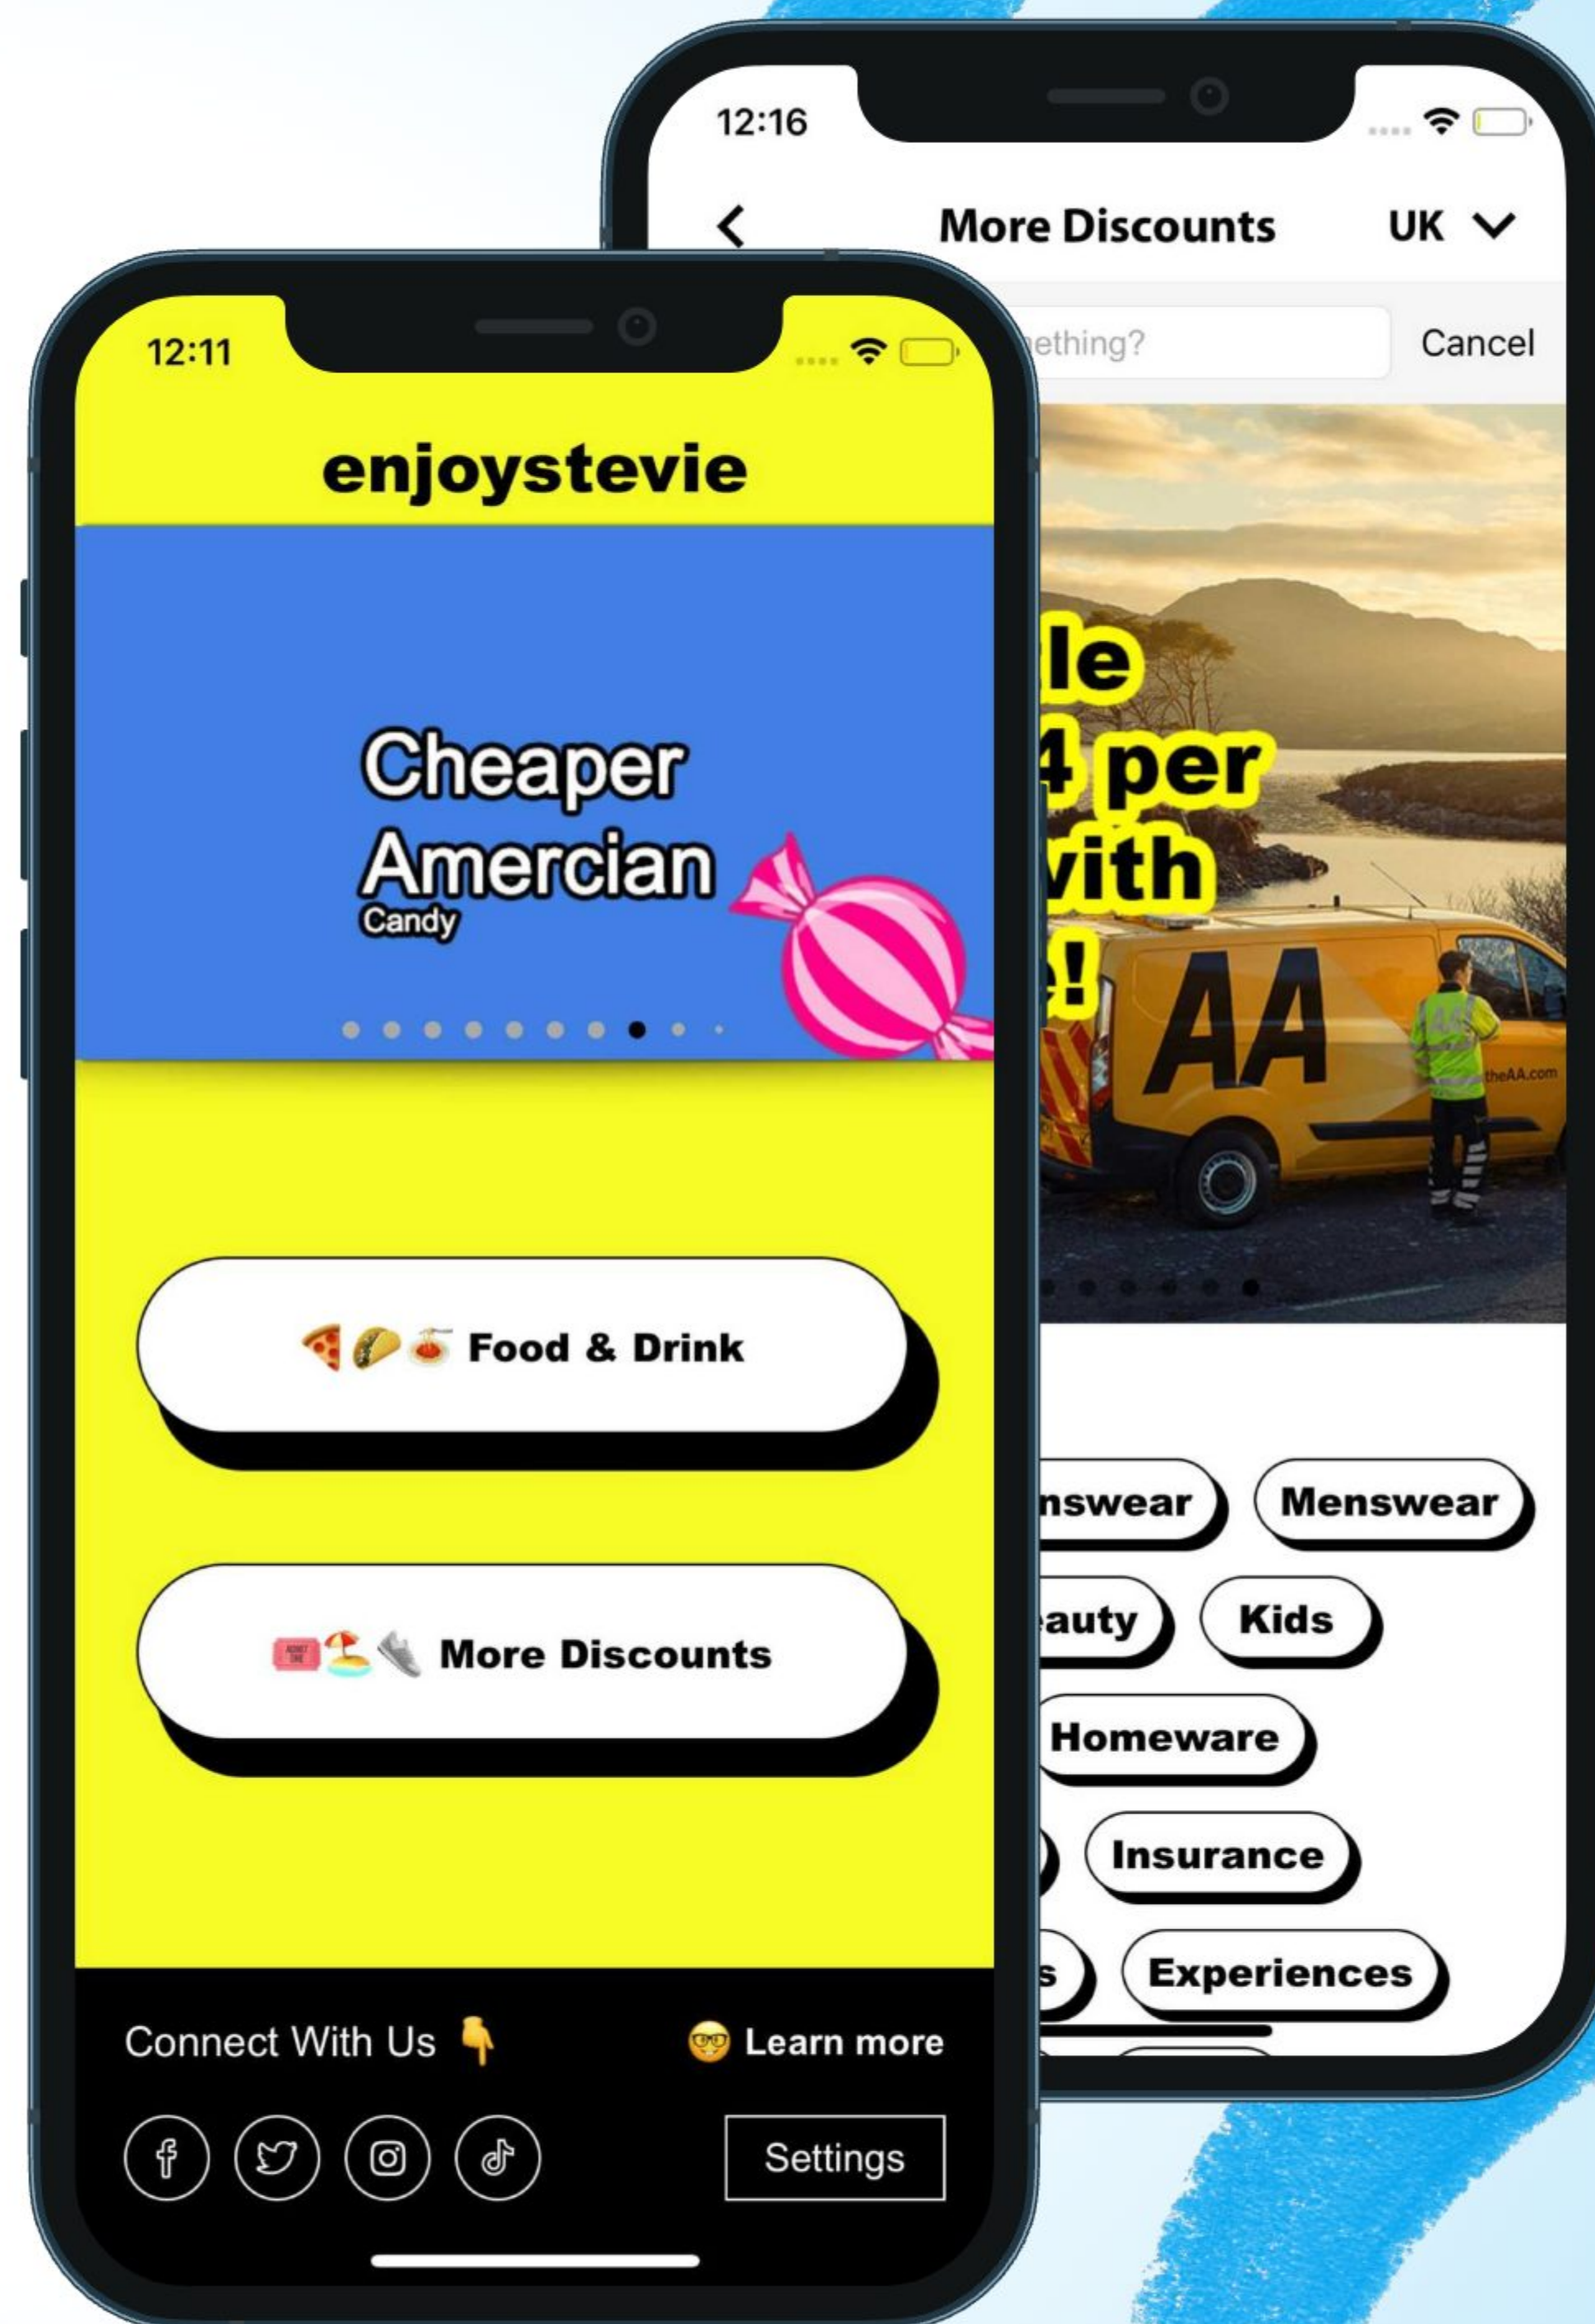 12:16
More Discounts
UK
Cancel
12:11
enjoystevie
Cheaper
Amercian
Candy
Food & Drink
More Discounts
Connect With Us
Learn more
Settings
ething?
le
4 per
with
!
AA
theAA.com
nswear
Menswear
auty
Kids
Homeware
Insurance
s
Experiences